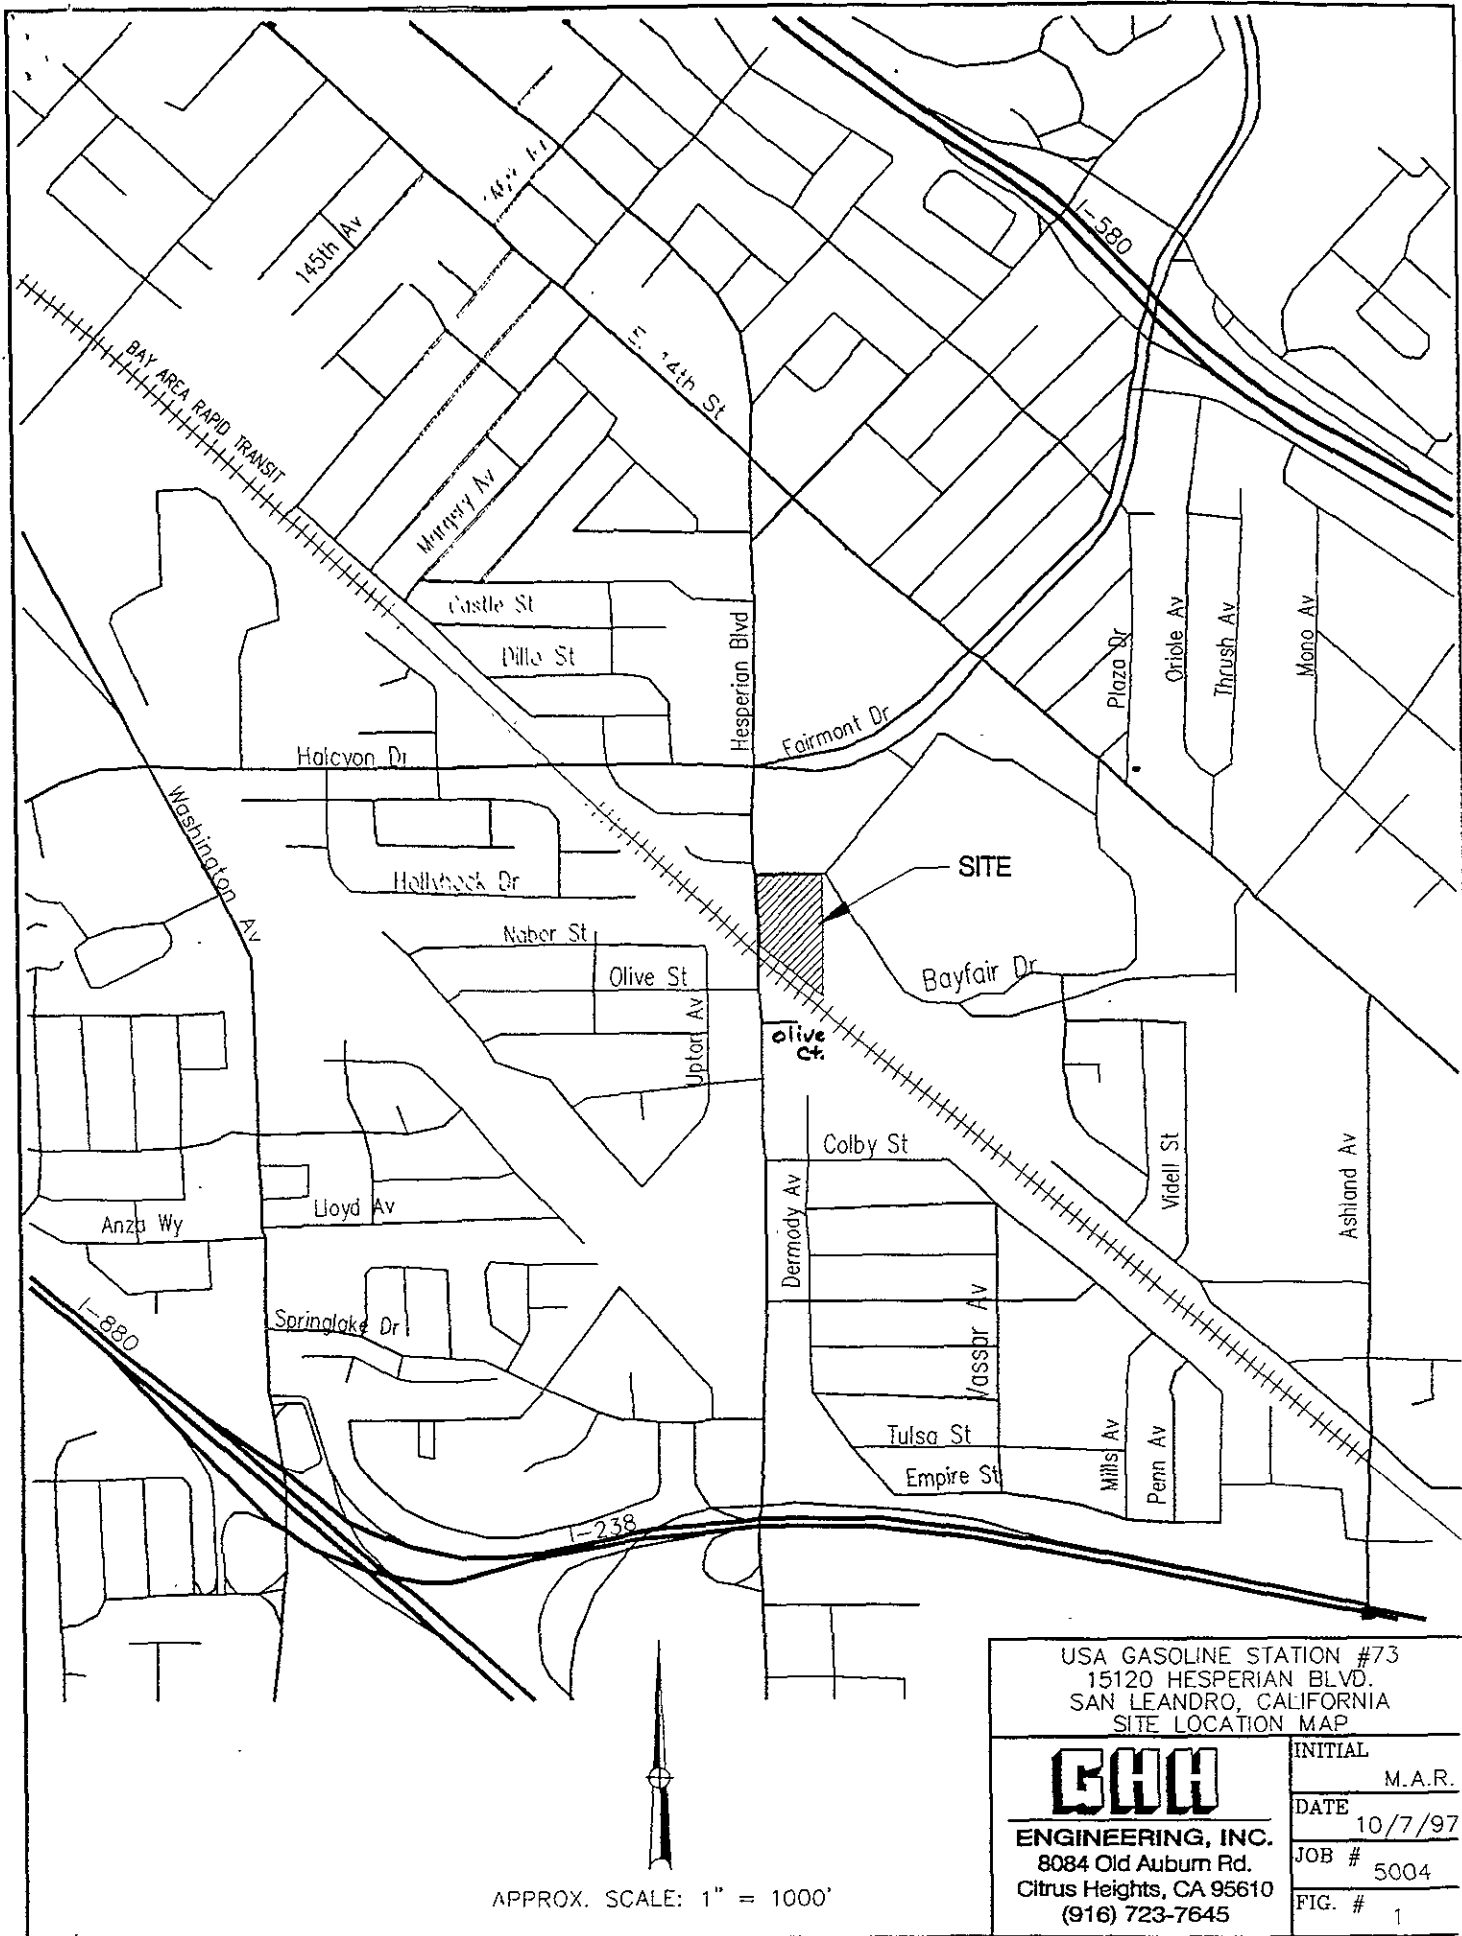 I-580
145th Av
E. 14th St
BAY AREA RAPID TRANSIT
Castle St
Dillo St
Hesperian Blvd
Plaza Dr
Oriole Av
Thrush Av
Mono Av
Fairmont Dr
Halcyon Dr
Washington Av
Hollyhock Dr
SITE
Nabor St
Olive St
Bayfair Dr
Upton Av
olive
Ct.
Colby St
Dermody Av
Videll St
Ashland Av
Anza Wy
Lloyd Av
Vassar Av
I-880
Springlake Dr
Tulsa St
Mills Av
Penn Av
Empire St
I-238
USA GASOLINE STATION #73
15120 HESPERIAN BLVD.
SAN LEANDRO, CALIFORNIA
SITE LOCATION MAP
GHH
ENGINEERING, INC.
8084 Old Auburn Rd.
Citrus Heights, CA 95610
(916) 723-7645
INITIAL
M.A.R.
DATE
10/7/97
JOB #
5004
FIG. #
1
APPROX. SCALE: 1" = 1000'